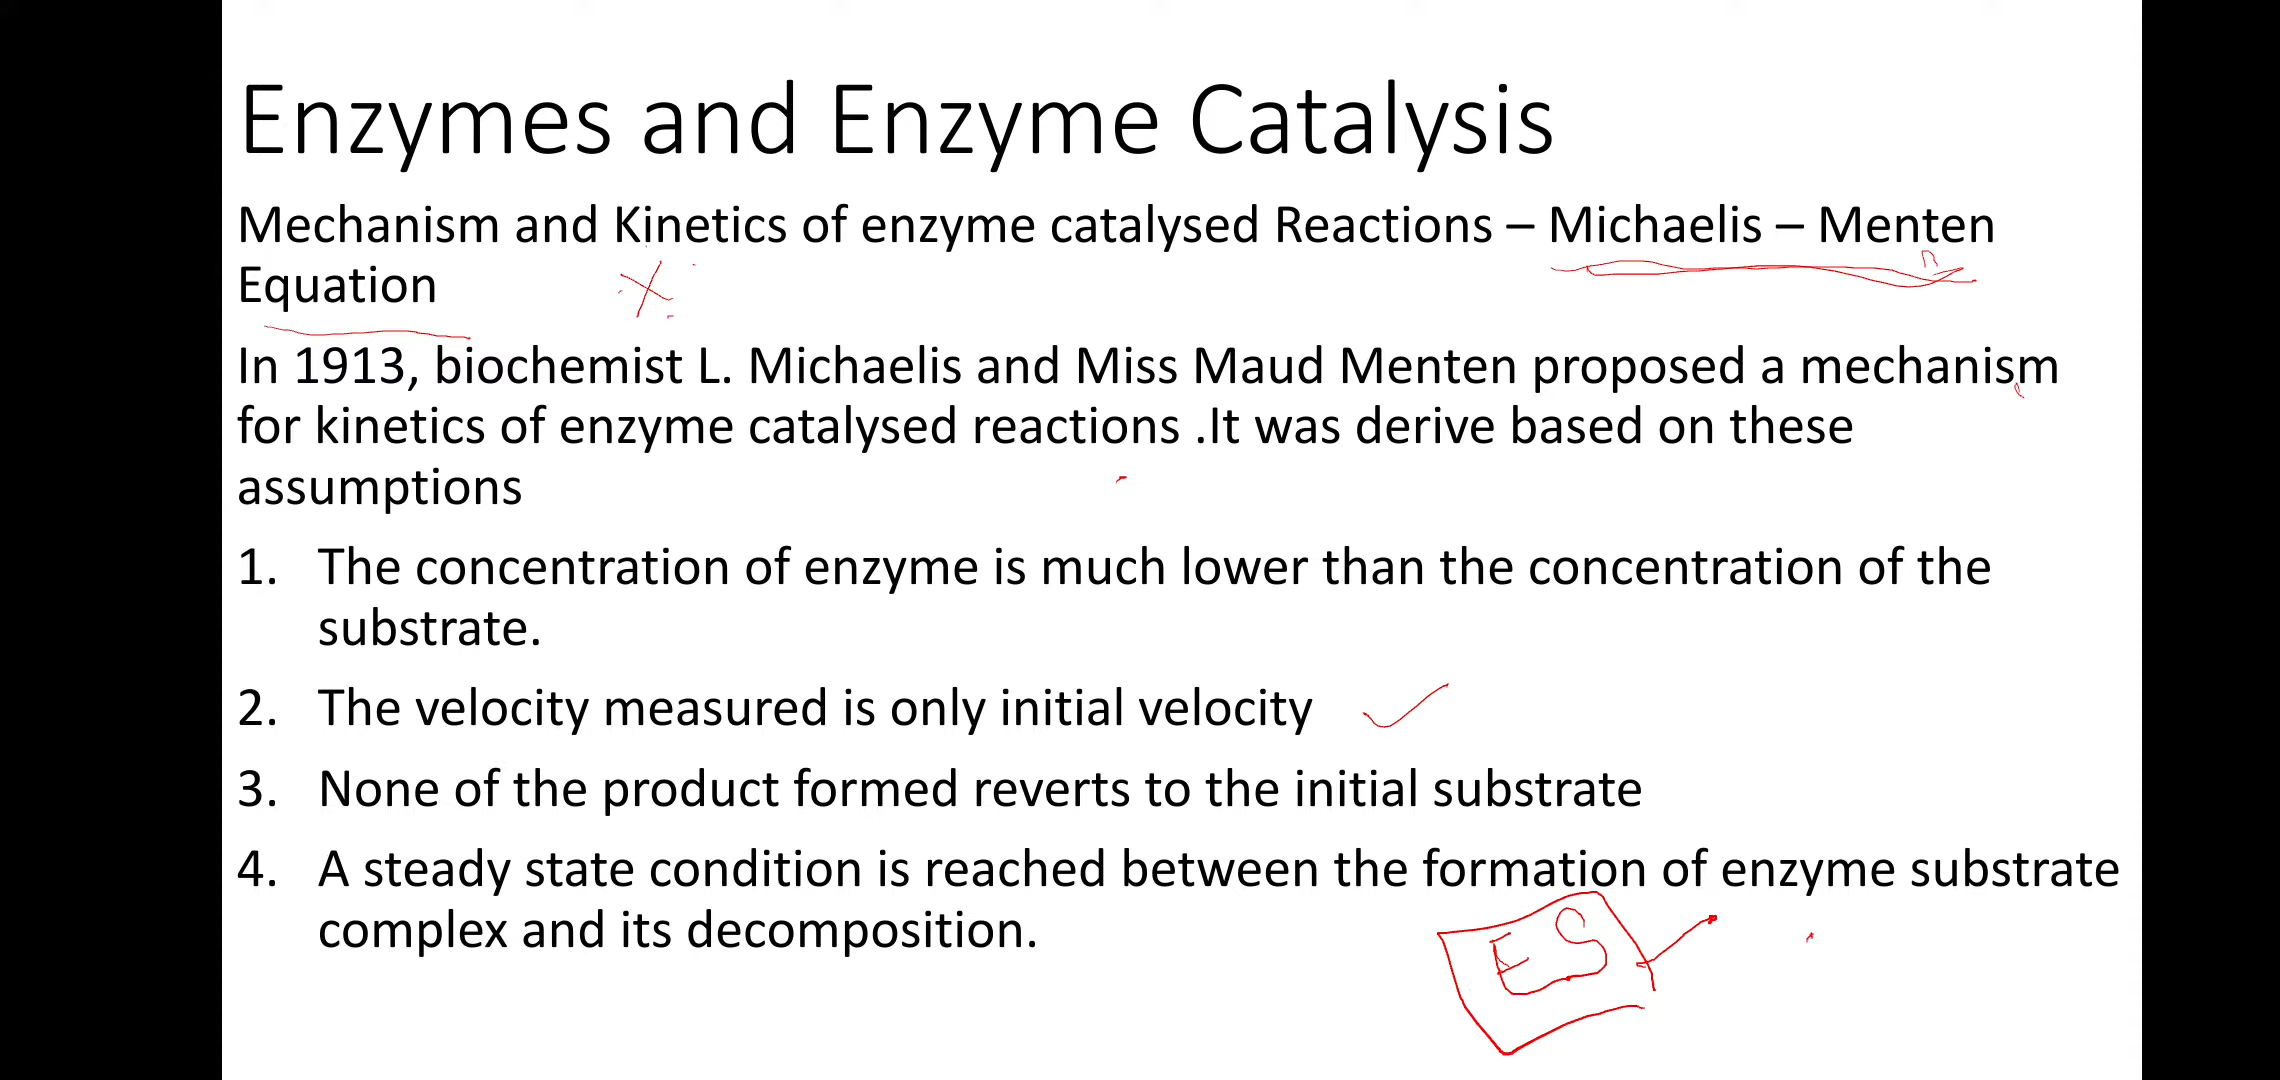 Enzymes and Enzyme Catalysis
Mechanism and Kinetics of enzyme catalysed Reactions – Michaelis – Menten
Equation
In 1913, biochemist L. Michaelis and Miss Maud Menten proposed a mechanism
for kinetics of enzyme catalysed reactions .It was derive based on these
assumptions
1. The concentration of enzyme is much lower than the concentration of the
substrate.
2. The velocity measured is only initial velocity
3. None of the product formed reverts to the initial substrate
4. A steady state condition is reached between the formation of enzyme substrate
complex and its decomposition.
ES